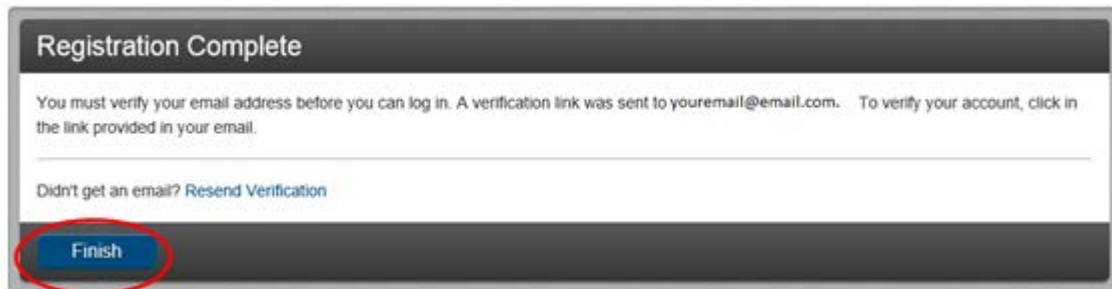 Registration Complete
You must verify your email address before you can log in. A verification link was sent to youremail@email.com. To verify your account, click in
the link provided in your email.
Didn't get an email? Resend Verification
Finish